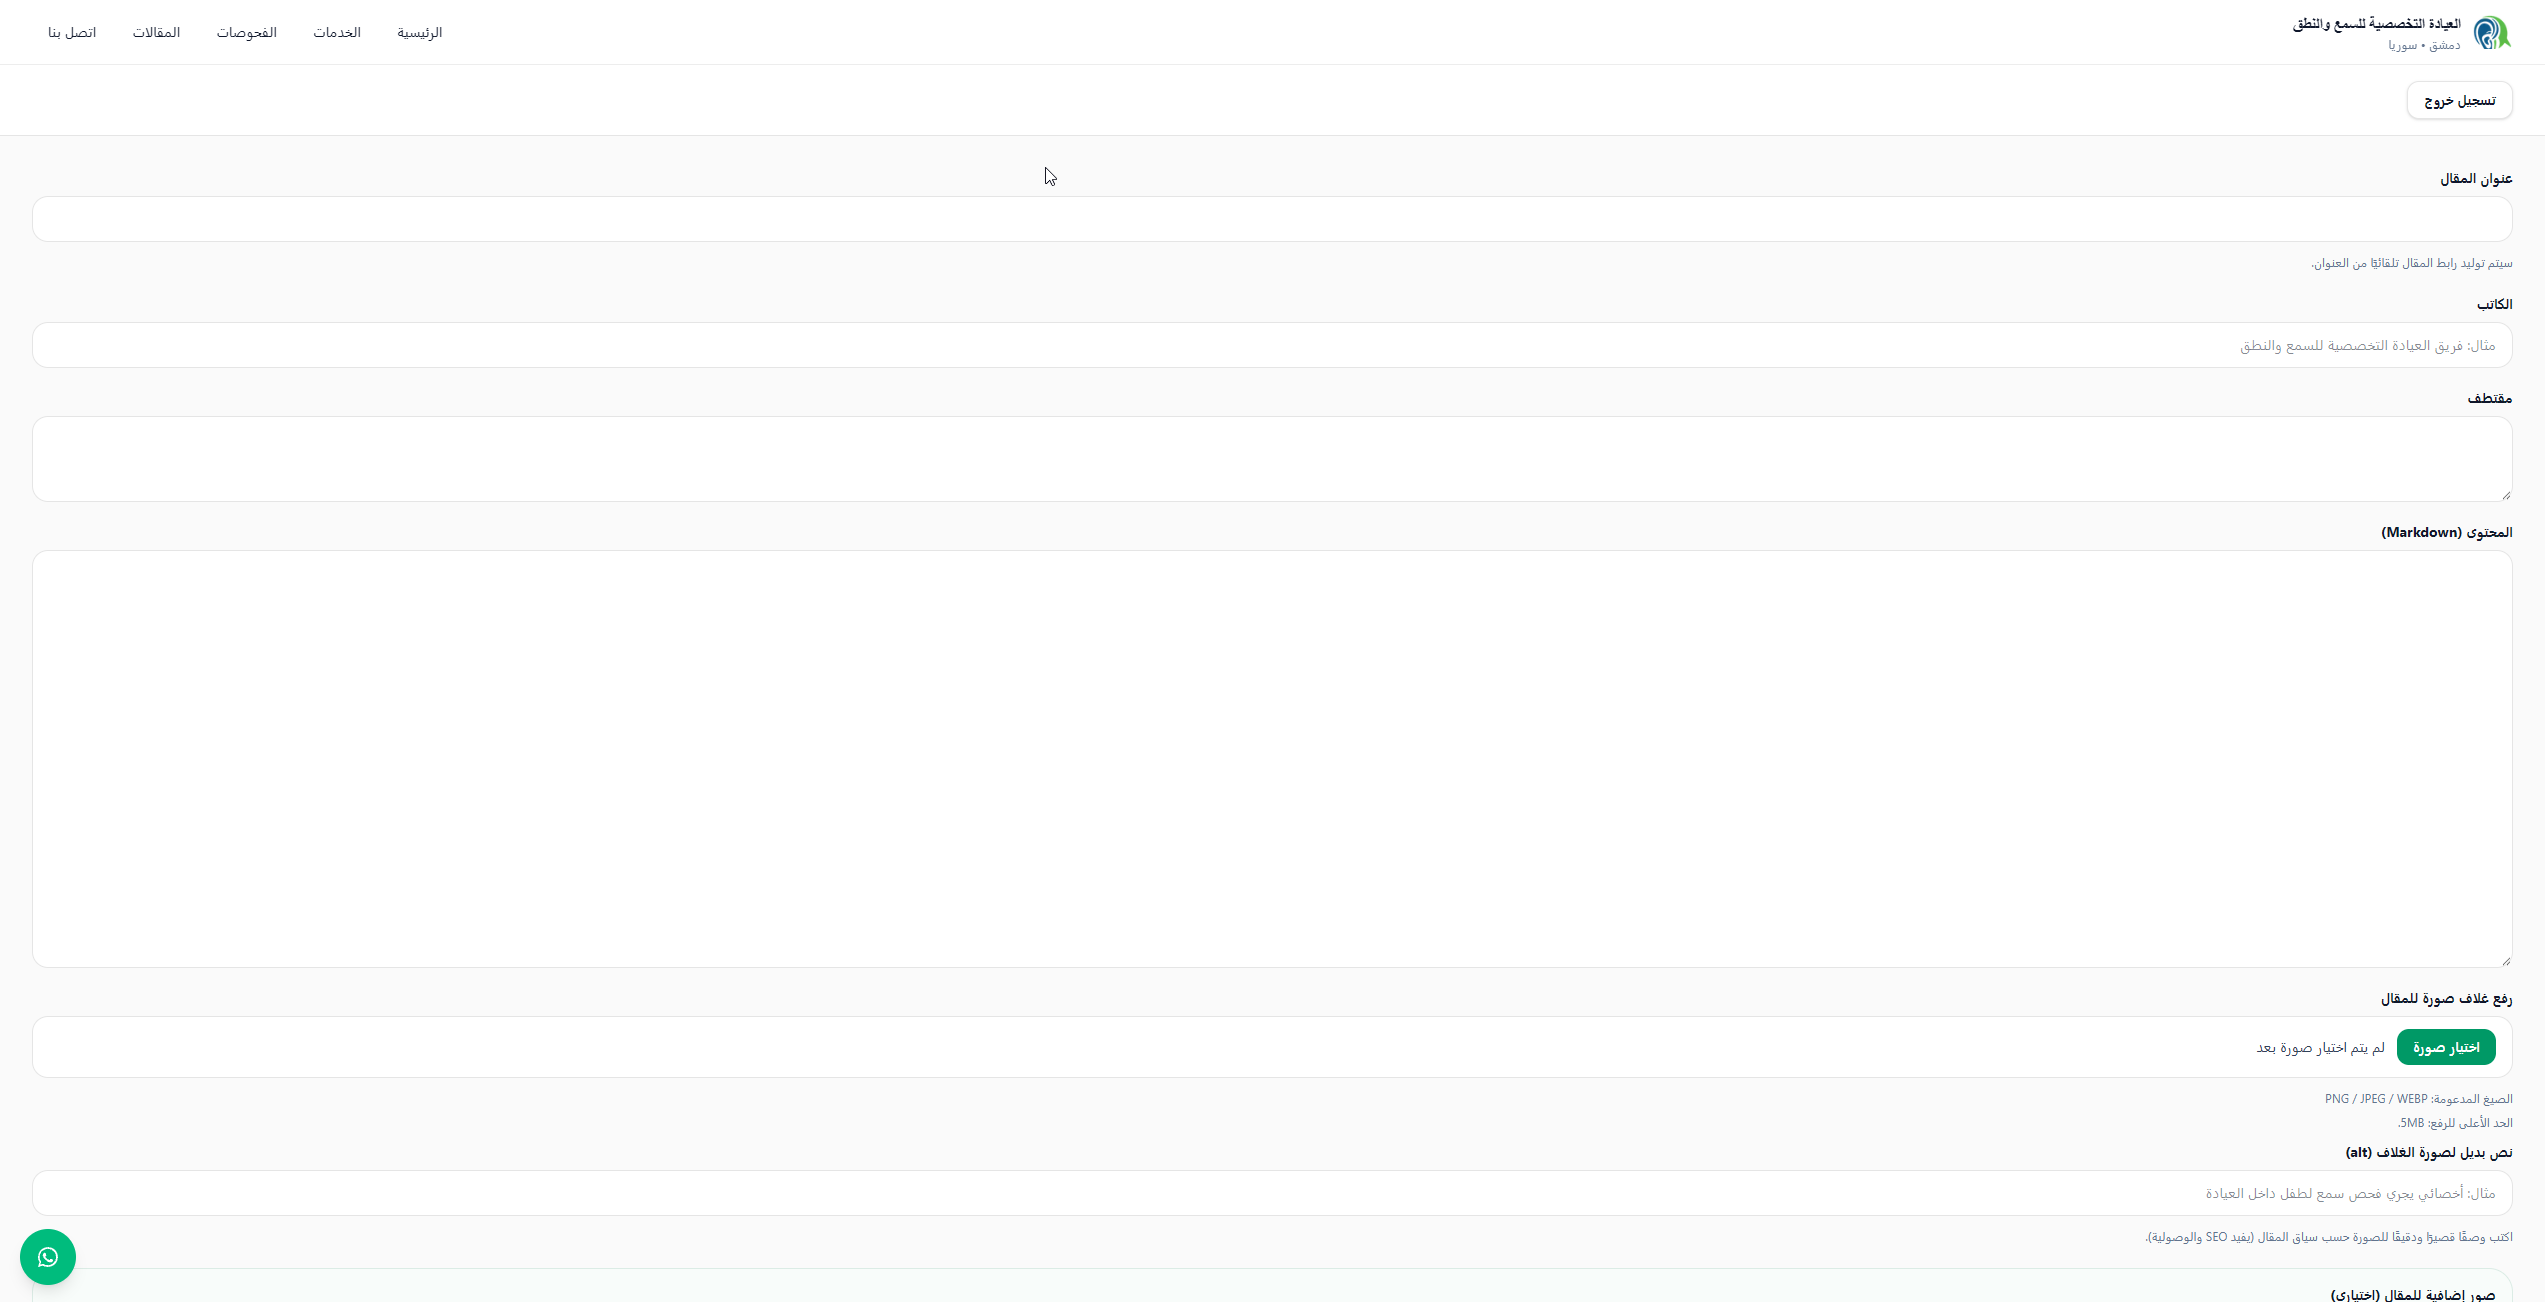 العيادة التخصصية للسمع والنطق
دمشق • سوريا
الرئيسية
الخدمات
الفحوصات
المقالات
اتصل بنا
تسجيل خروج
عنوان المقال
سيتم توليد رابط المقال تلقائيًا من العنوان.
الكاتب
مثال: فريق العيادة التخصصية للسمع والنطق
مقتطف
المحتوى (Markdown)
رفع غلاف صورة للمقال
اختيار صورة
لم يتم اختيار صورة بعد
الصيغ المدعومة: PNG / JPEG / WEBP
الحد الأعلى للرفع: 5MB.
نص بديل لصورة الغلاف (alt)
مثال: أخصائي يجري فحص سمع لطفل داخل العيادة
اكتب وصفًا قصيرًا ودقيقًا للصورة حسب سياق المقال (يفيد SEO والوصولية).
صور إضافية للمقال (اختياري)